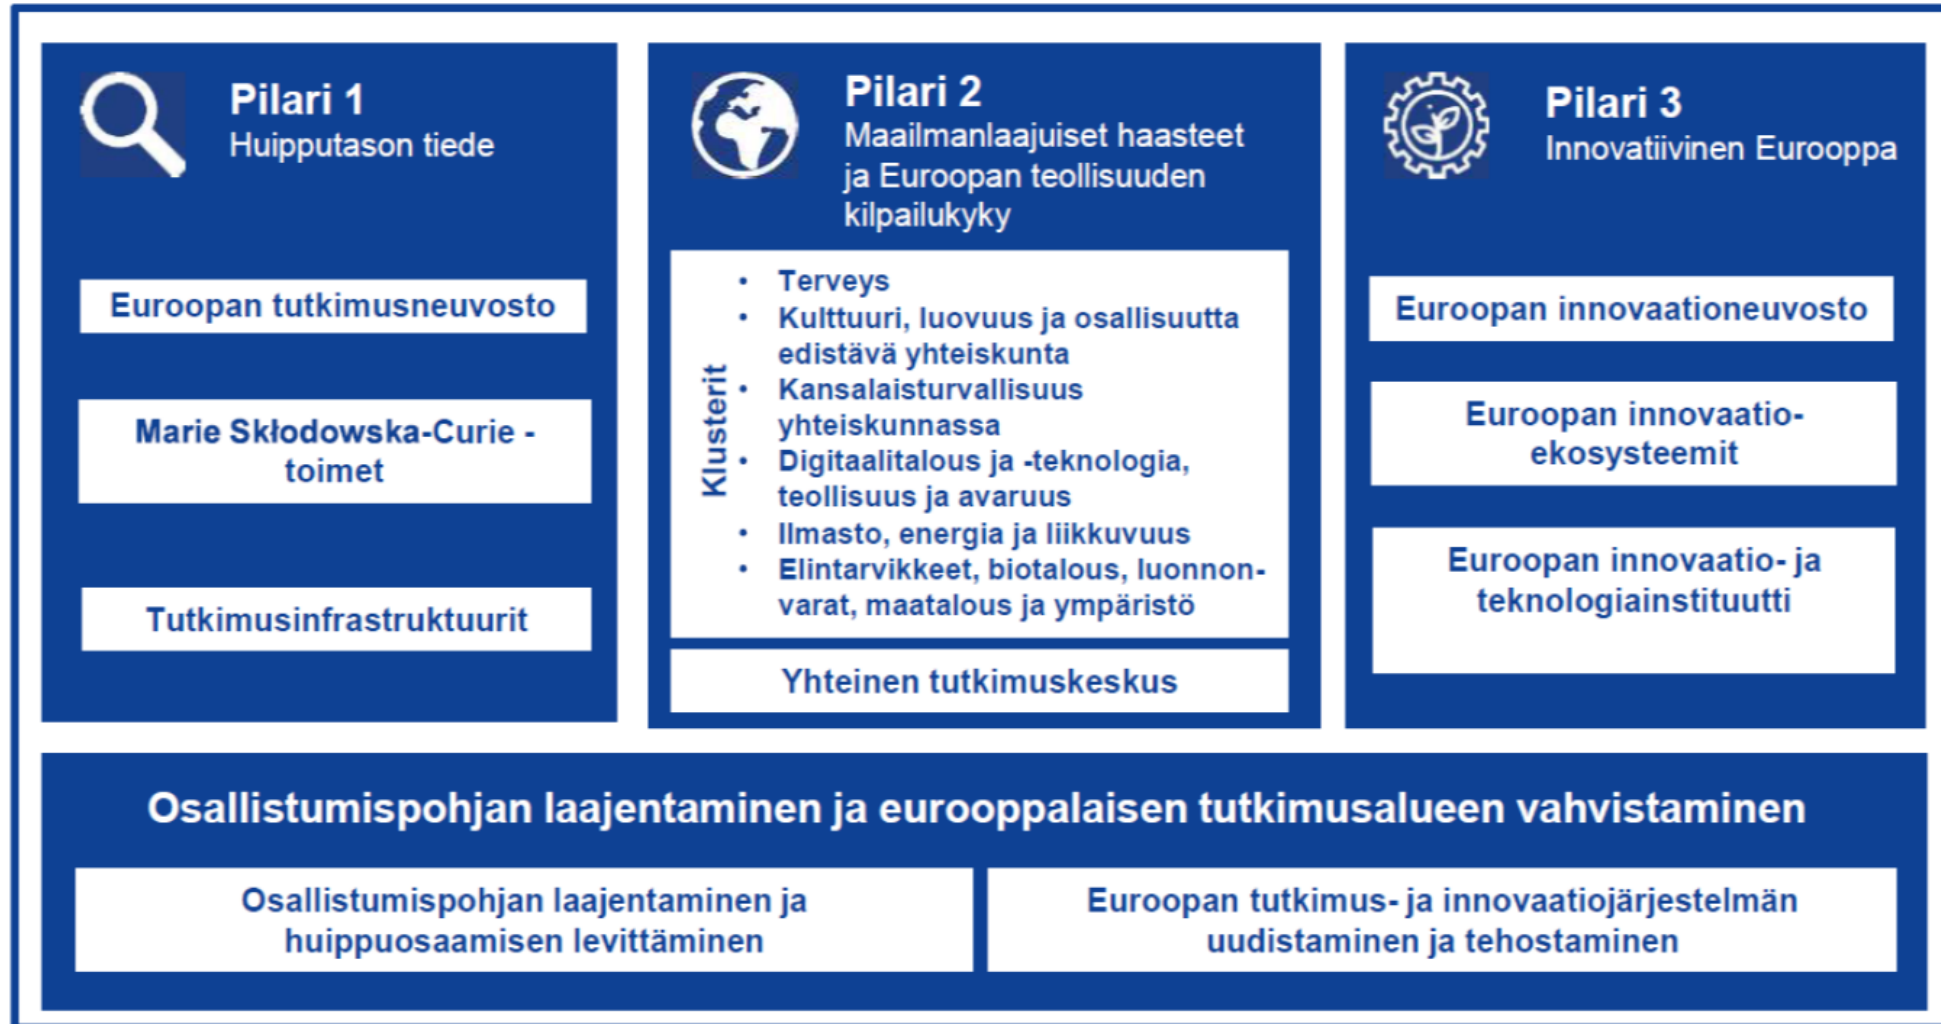 Pilari 1
Huipputason tiede
Euroopan tutkimusneuvosto
Marie Skłodowska-Curie -
toimet
Tutkimusinfrastruktuurit
Pilari 2
Maailmanlaajuiset haasteet
ja Euroopan teollisuuden
kilpailukyky
Klusterit
• Terveys
• Kulttuuri, luovuus ja osallisuutta
edistävä yhteiskunta
• Kansalaisturvallisuus
yhteiskunnassa
• Digitaalitalous ja -teknologia,
teollisuus ja avaruus
• Ilmasto, energia ja liikkuvuus
• Elintarvikkeet, biotalous, luonnon-
varat, maatalous ja ympäristö
Yhteinen tutkimuskeskus
Pilari 3
Innovatiivinen Eurooppa
Euroopan innovaationeuvosto
Euroopan innovaatio-
ekosysteemit
Euroopan innovaatio- ja
teknologiainstituutti
Osallistumispohjan laajentaminen ja eurooppalaisen tutkimusalueen vahvistaminen
Osallistumispohjan laajentaminen ja
huippuosaamisen levittäminen
Euroopan tutkimus- ja innovaatiojärjestelmän
uudistaminen ja tehostaminen